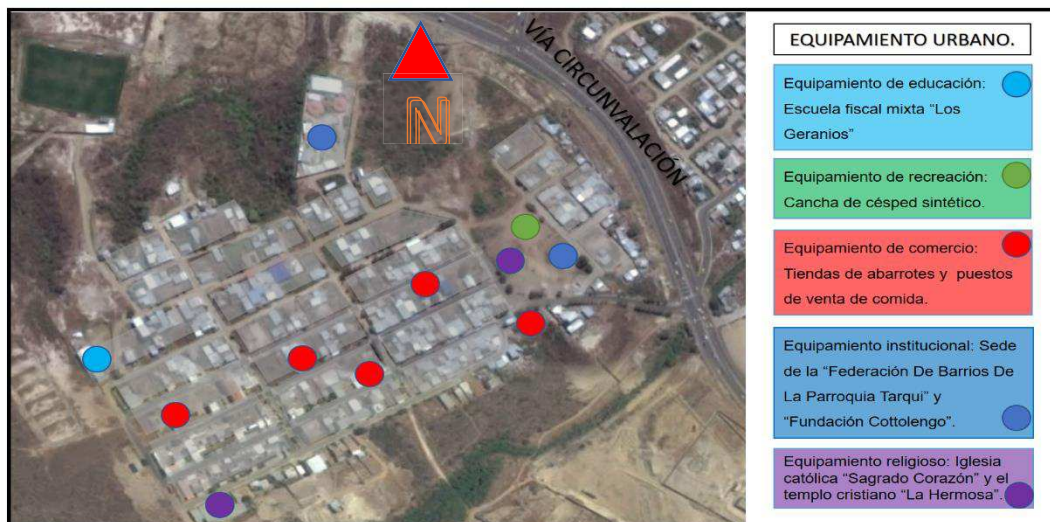 N
VÍA CIRCUNVALACIÓN
EQUIPAMIENTO URBANO.
Equipamiento de educación:
Escuela fiscal mixta “Los
Geranios”
Equipamiento de recreación:
Cancha de césped sintético.
Equipamiento de comercio:
Tiendas de abarrotes y puestos
de venta de comida.
Equipamiento institucional: Sede
de la “Federación De Barrios De
La Parroquia Tarqui” y
“Fundación Cottolengo”.
Equipamiento religioso: Iglesia
católica “Sagrado Corazón” y el
templo cristiano “La Hermosa”.